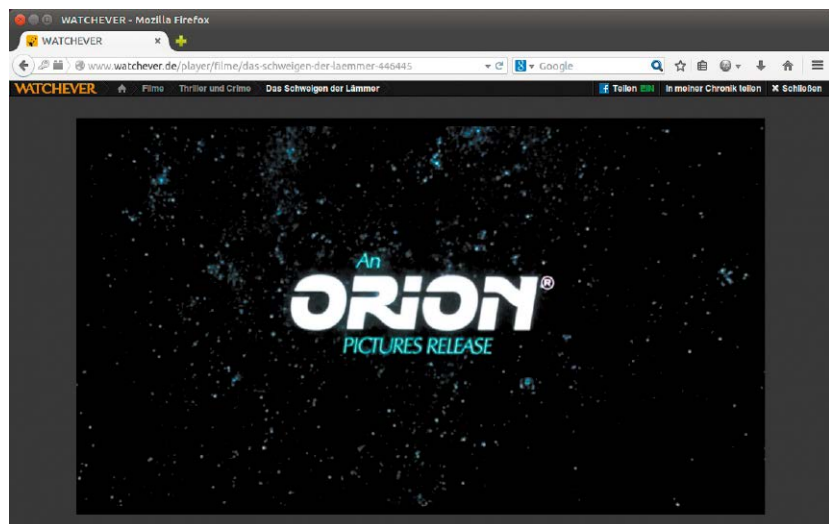 WATCHEVER - Mozilla Firefox
WATCHEVER
www.watchever.de/player/filme/das-schweigen-der-laemmer-446445
Google
WATCHEVER Filme Thriller und Crime Das Schweigen der Lämmer Teilen EIN In meiner Chronik teilen X Schließen
An
ORION®
PICTURES RELEASE